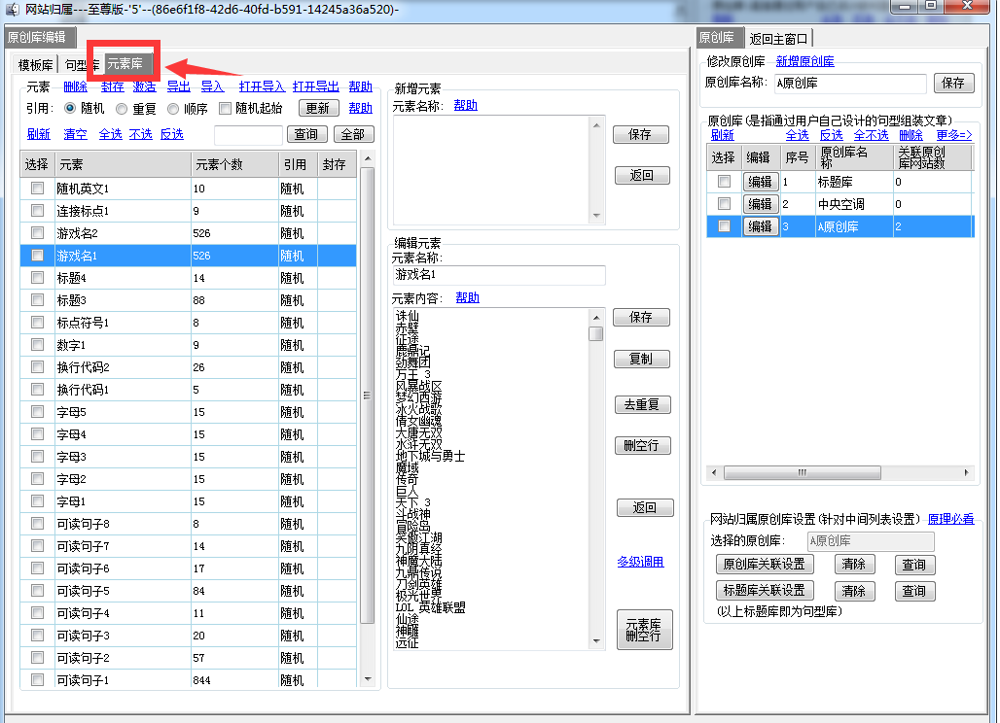 网站归属---至尊版-'5'--(86e6f1f8-42d6-40fd-b591-14245a36a520)-
原创库编辑
模板库 句型库 元素库
元素 删除 封存 激活 导出 导入 打开导入 打开导出 帮助
引用: 随机 重复 顺序 随机起始 更新 帮助
刷新 清空 全选 不选 反选 查询 全部
选择 元素 元素个数 引用 封存
随机英文1 10 随机
连接标点1 9 随机
游戏名2 526 随机
游戏名1 526 随机
标题4 14 随机
标题3 88 随机
标点符号1 8 随机
数字1 9 随机
换行代码2 26 随机
换行代码1 5 随机
字母5 15 随机
字母4 15 随机
字母3 15 随机
字母2 15 随机
字母1 15 随机
可读句子8 8 随机
可读句子7 14 随机
可读句子6 17 随机
可读句子5 84 随机
可读句子4 11 随机
可读句子3 20 随机
可读句子2 57 随机
可读句子1 844 随机
新增元素
元素名称: 帮助
保存
返回
编辑元素
元素名称:
游戏名1
元素内容: 帮助
诛仙
赤壁
征途
鹿鼎记
劲舞团
万王 3
风暴战区
梦幻西游
冰火战歌
倩女幽魂
大唐无双
水浒无双
地下城与勇士
魔域
传奇
巨人
天下 3
斗战神
冒险岛
笑傲江湖
九阴真经
神魔大陆
九鼎传说
刀剑英雄
极光世界
LOL 英雄联盟
仙途
神雕
远征
保存
复制
去重复
删空行
返回
多级调用
元素库
删空行
原创库 返回主窗口
修改原创库 新增原创库
原创库名称: A原创库 保存
原创库(是指通过用户自己设计的句型组装文章)
刷新 全选 反选 全不选 删除 更多=>
选择 编辑 序号 原创库名称 关联原创库网站数
编辑 1 标题库 0
编辑 2 中央空调 0
编辑 3 A原创库 2
网站归属原创库设置(针对中间列表设置) 原理必看
选择的原创库: A原创库
原创库关联设置 清除 查询
标题库关联设置 清除 查询
(以上标题库即为句型库)